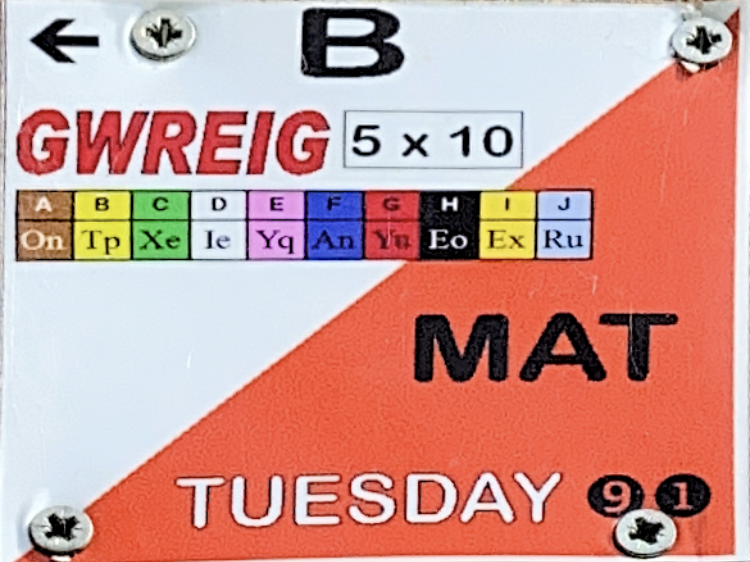 ← B
GWREIG 5 x 10
A B C D E F G H I J
On Tp Xe Ie Yq An Yu Eo Ex Ru
MAT
TUESDAY 9 1